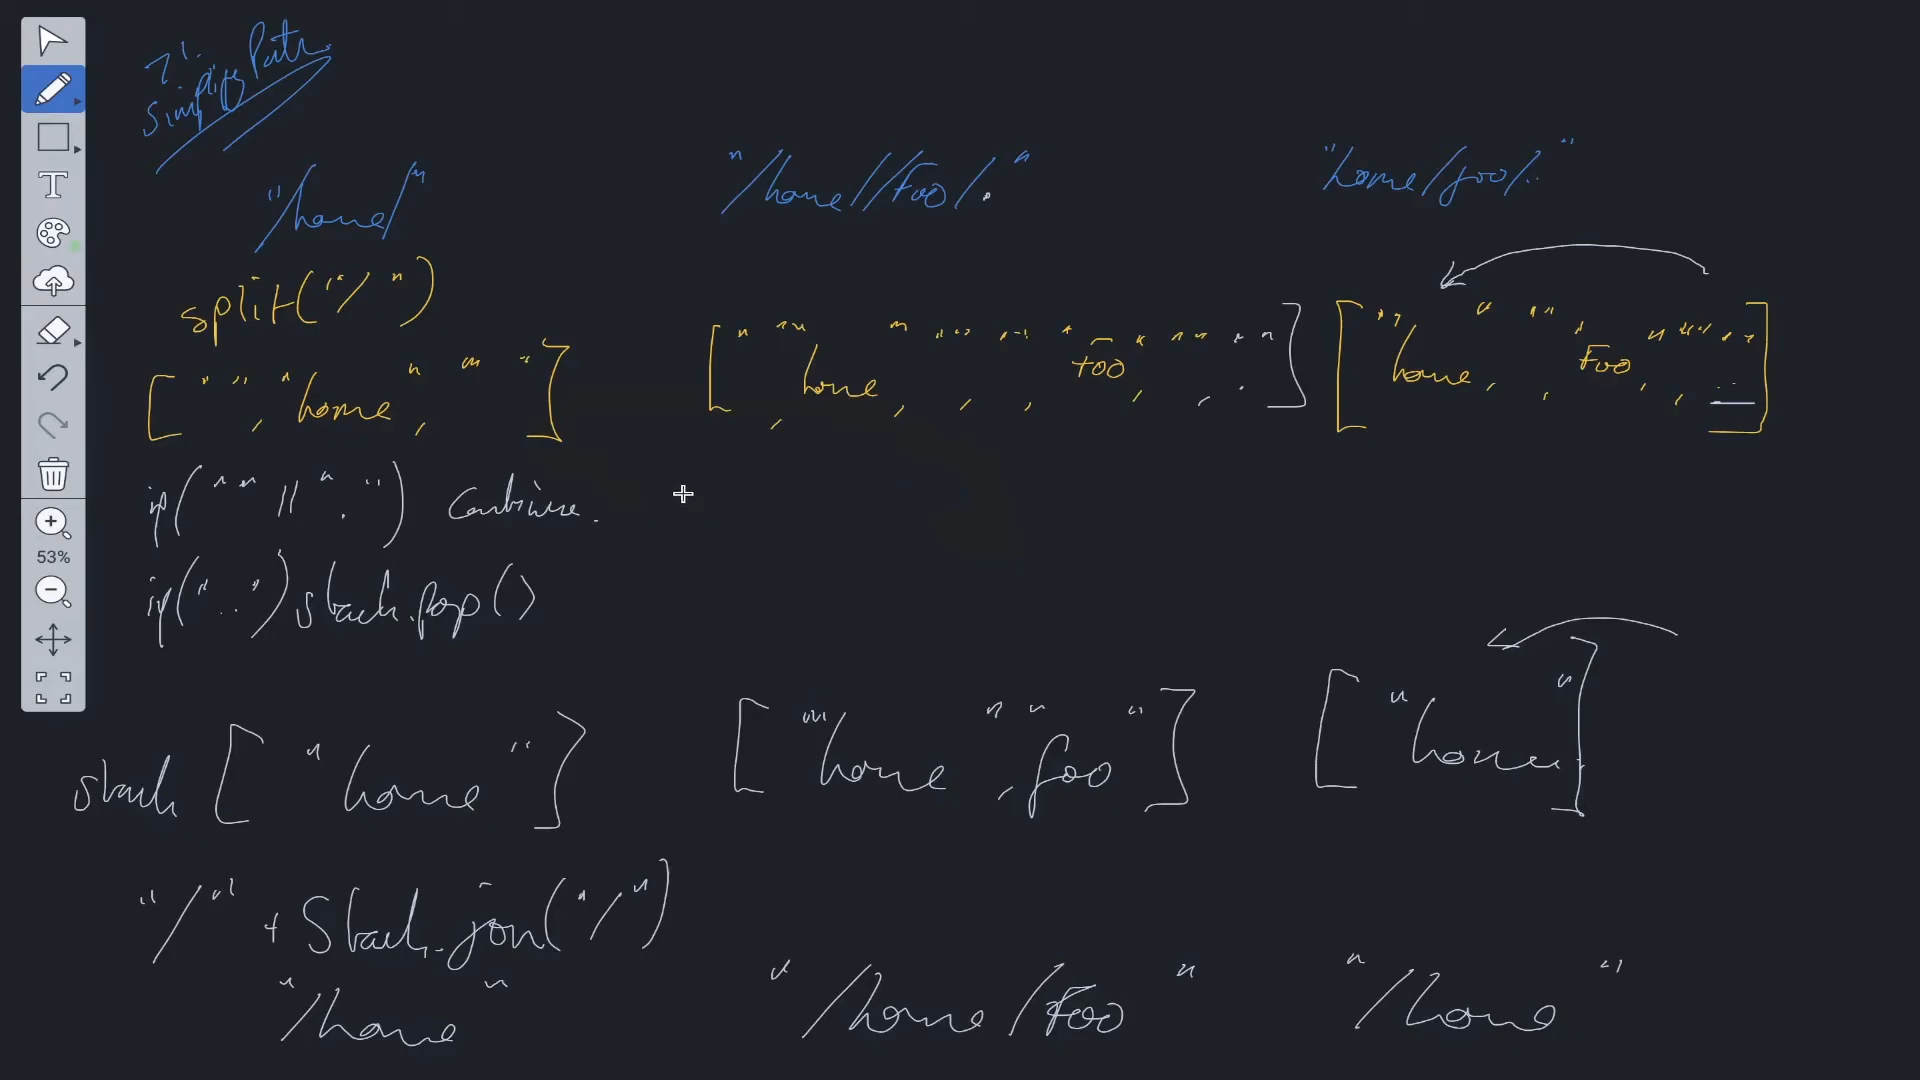 71.
Simplify Path
"/home/"
"/home//Foo/."
"home/foo/.."
split("/")
["", "home", ""]
["", "home", "", "", "foo", "", "."]
["", "home", "", "Foo", "", ".."]
if("" || ".") continue.
if("..") stack.pop()
stack ["home"]
["home", "foo"]
["home"]
"/" + Stack.join("/")
"/home"
"/home/Foo"
"/home"
53%